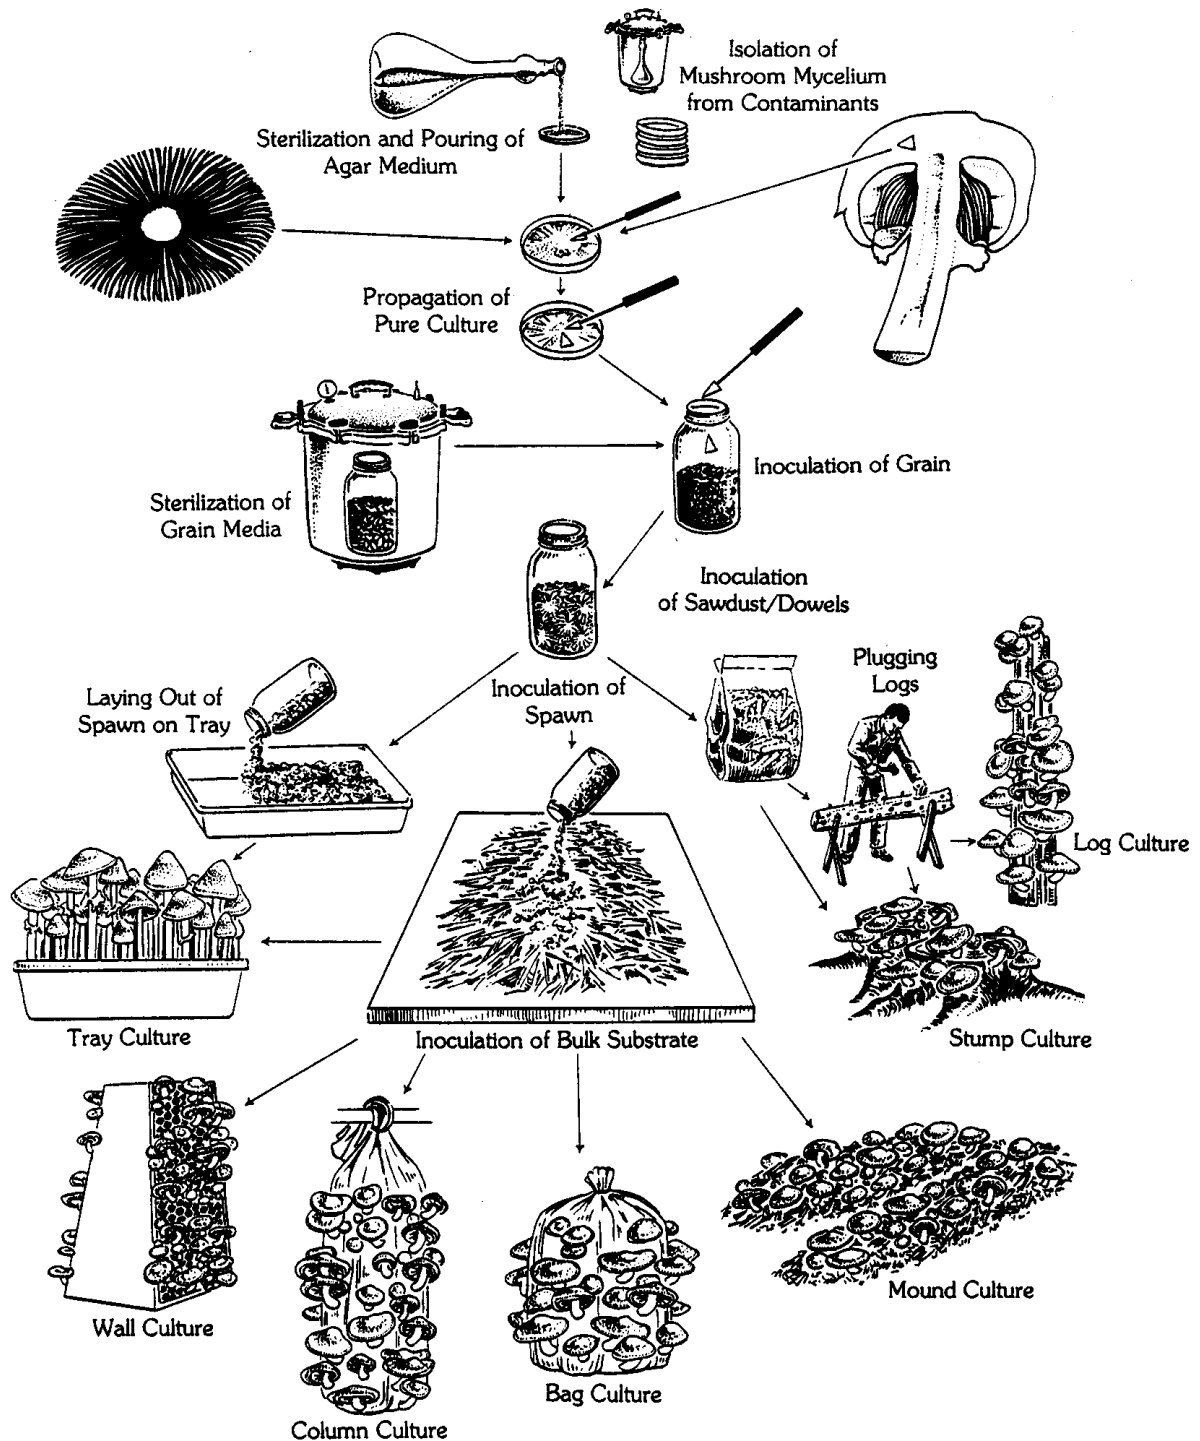 Isolation of
Mushroom Mycelium
from Contaminants
Sterilization and Pouring of
Agar Medium
Propagation of
Pure Culture
Inoculation of Grain
Sterilization of
Grain Media
Inoculation
of Sawdust/Dowels
Plugging
Logs
Inoculation of
Spawn
Laying Out of
Spawn on Tray
Log Culture
Tray Culture
Inoculation of Bulk Substrate
Stump Culture
Mound Culture
Wall Culture
Bag Culture
Column Culture